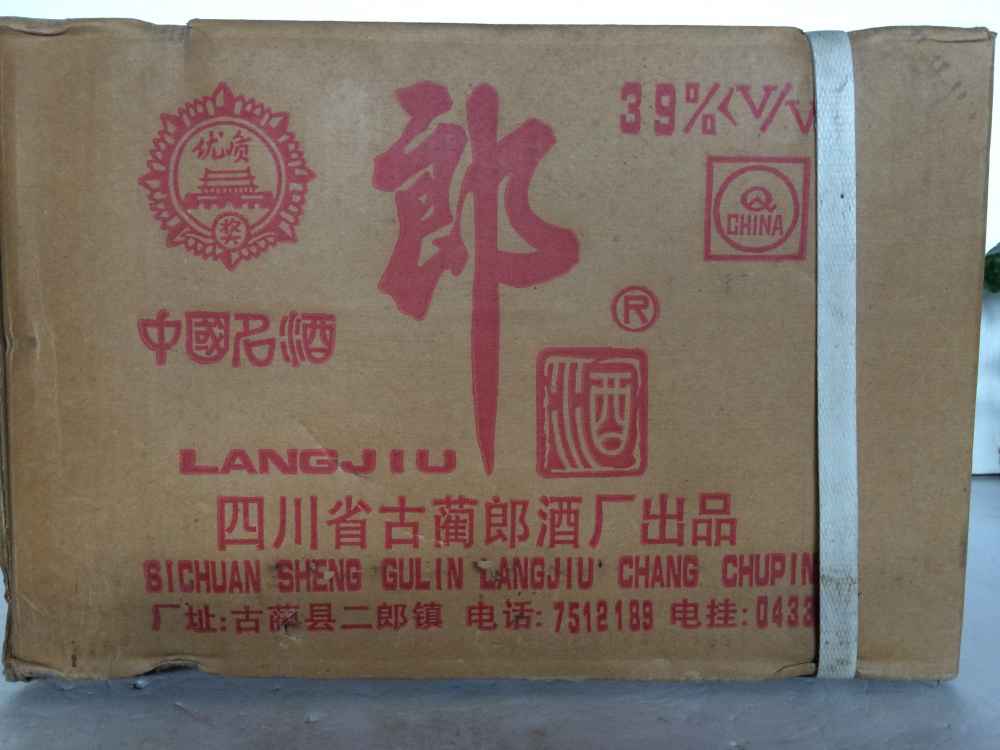 优质
奖
郎
39%(V/V
Q
CHINA
®
中國名酒
酒
LANGJIU
四川省古蔺郎酒厂出品
SICHUAN SHENG GULIN LANGJIU CHANG CHUPIN
厂址:古蔺县二郎镇 电话:7512189 电挂:0433